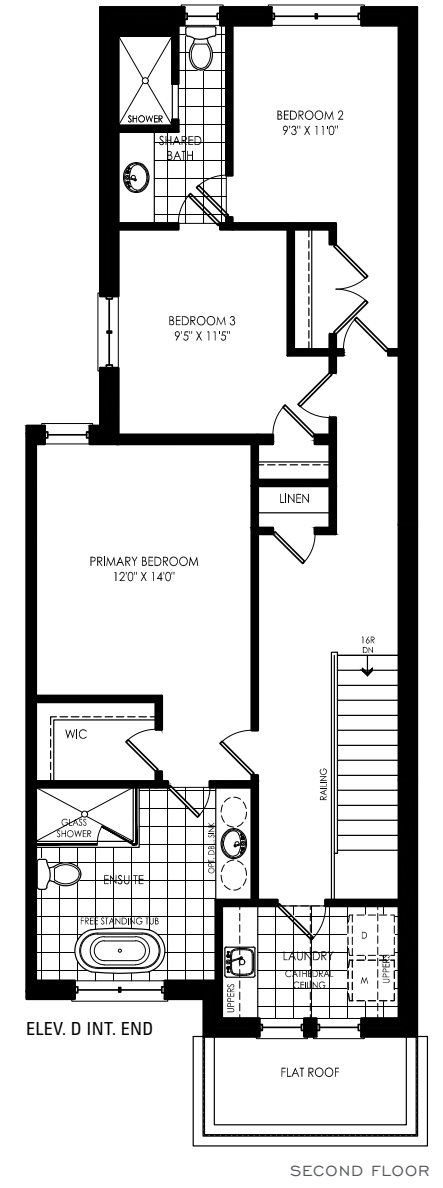 SHOWER
SHARED
BATH
BEDROOM 2
9'3" X 11'0"
BEDROOM 3
9'5" X 11'5"
LINEN
PRIMARY BEDROOM
12'0" X 14'0"
16R
DN
WIC
RAILING
GLASS
SHOWER
OPT. DBL. SINK
ENSUITE
FREE STANDING TUB
LAUNDRY
CATHEDRAL
CEILING
D
M
UPPERS
UPPERS
ELEV. D INT. END
FLAT ROOF
SECOND FLOOR